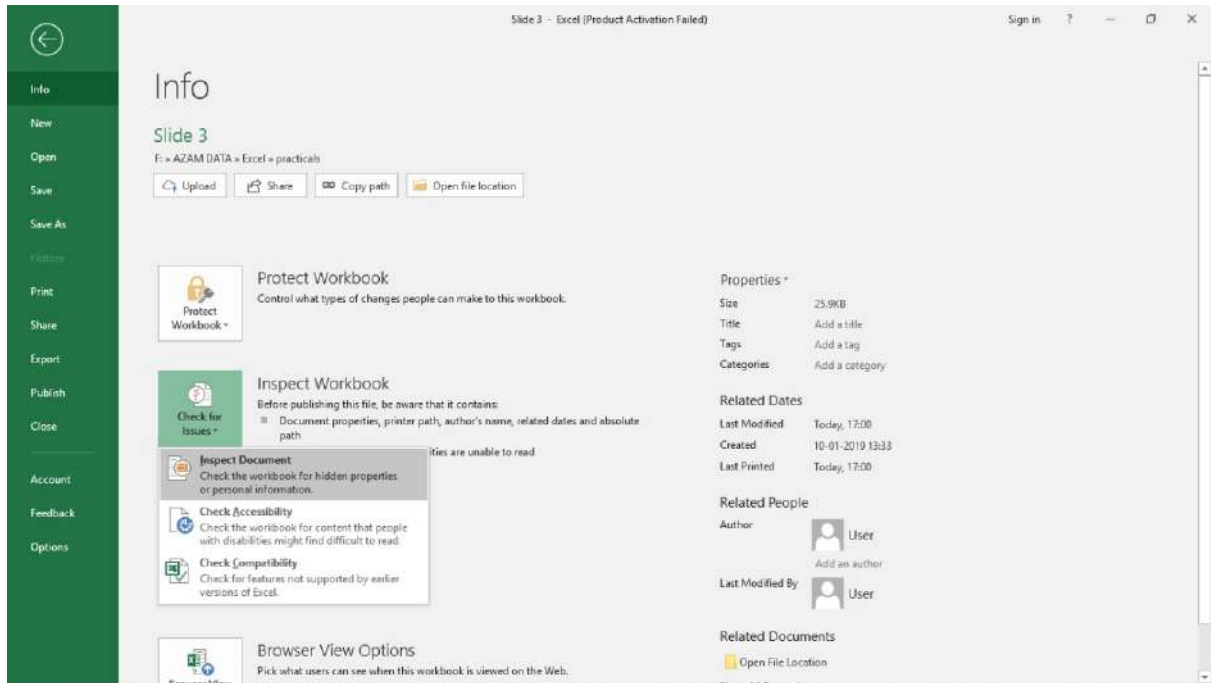 Slide 3 - Excel (Product Activation Failed)
Sign in ?
Info
New
Open
Save
Save As
History
Print
Share
Export
Publish
Close
Account
Feedback
Options
Info
Slide 3
F: » AZAM DATA » Excel » practicals
Upload
Share
Copy path
Open file location
Protect
Workbook
Protect Workbook
Control what types of changes people can make to this workbook.
Check for
Issues
Inspect Workbook
Before publishing this file, be aware that it contains:
Document properties, printer path, author's name, related dates and absolute
path
ities are unable to read
Inspect Document
Check the workbook for hidden properties
or personal information.
Check Accessibility
Check the workbook for content that people
with disabilities might find difficult to read.
Check Compatibility
Check for features not supported by earlier
versions of Excel.
Browser View Options
Pick what users can see when this workbook is viewed on the Web.
Properties
Size 25.9KB
Title Add a title
Tags Add a tag
Categories Add a category
Related Dates
Last Modified Today, 17:00
Created 10-01-2019 13:33
Last Printed Today, 17:00
Related People
Author User
Add an author
Last Modified By User
Related Documents
Open File Location